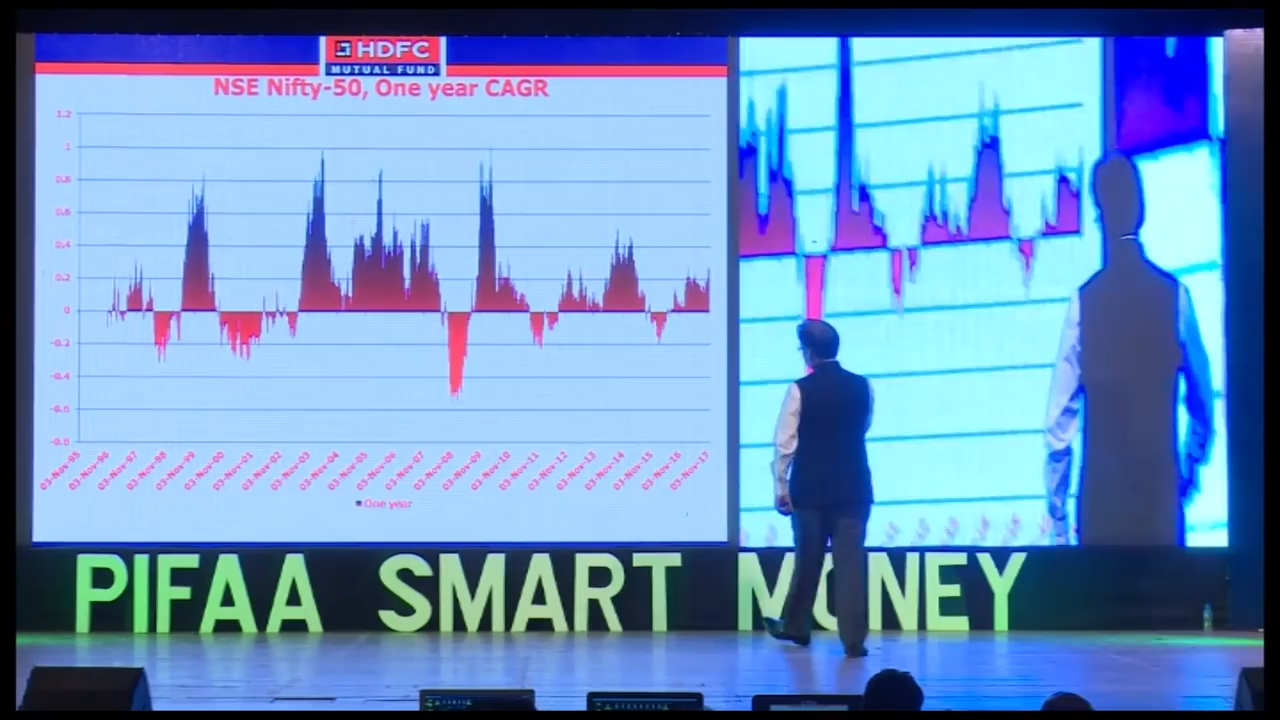 HDFC
MUTUAL FUND
NSE Nifty-50, One year CAGR
1.2
1
0.8
0.6
0.4
0.2
0
-0.2
-0.4
-0.6
-0.8
03-Nov-95
03-Nov-96
03-Nov-97
03-Nov-98
03-Nov-99
03-Nov-00
03-Nov-01
03-Nov-02
03-Nov-03
03-Nov-04
03-Nov-05
03-Nov-06
03-Nov-07
03-Nov-08
03-Nov-09
03-Nov-10
03-Nov-11
03-Nov-12
03-Nov-13
03-Nov-14
03-Nov-15
03-Nov-16
03-Nov-17
One year
PIFAA SMART MONEY